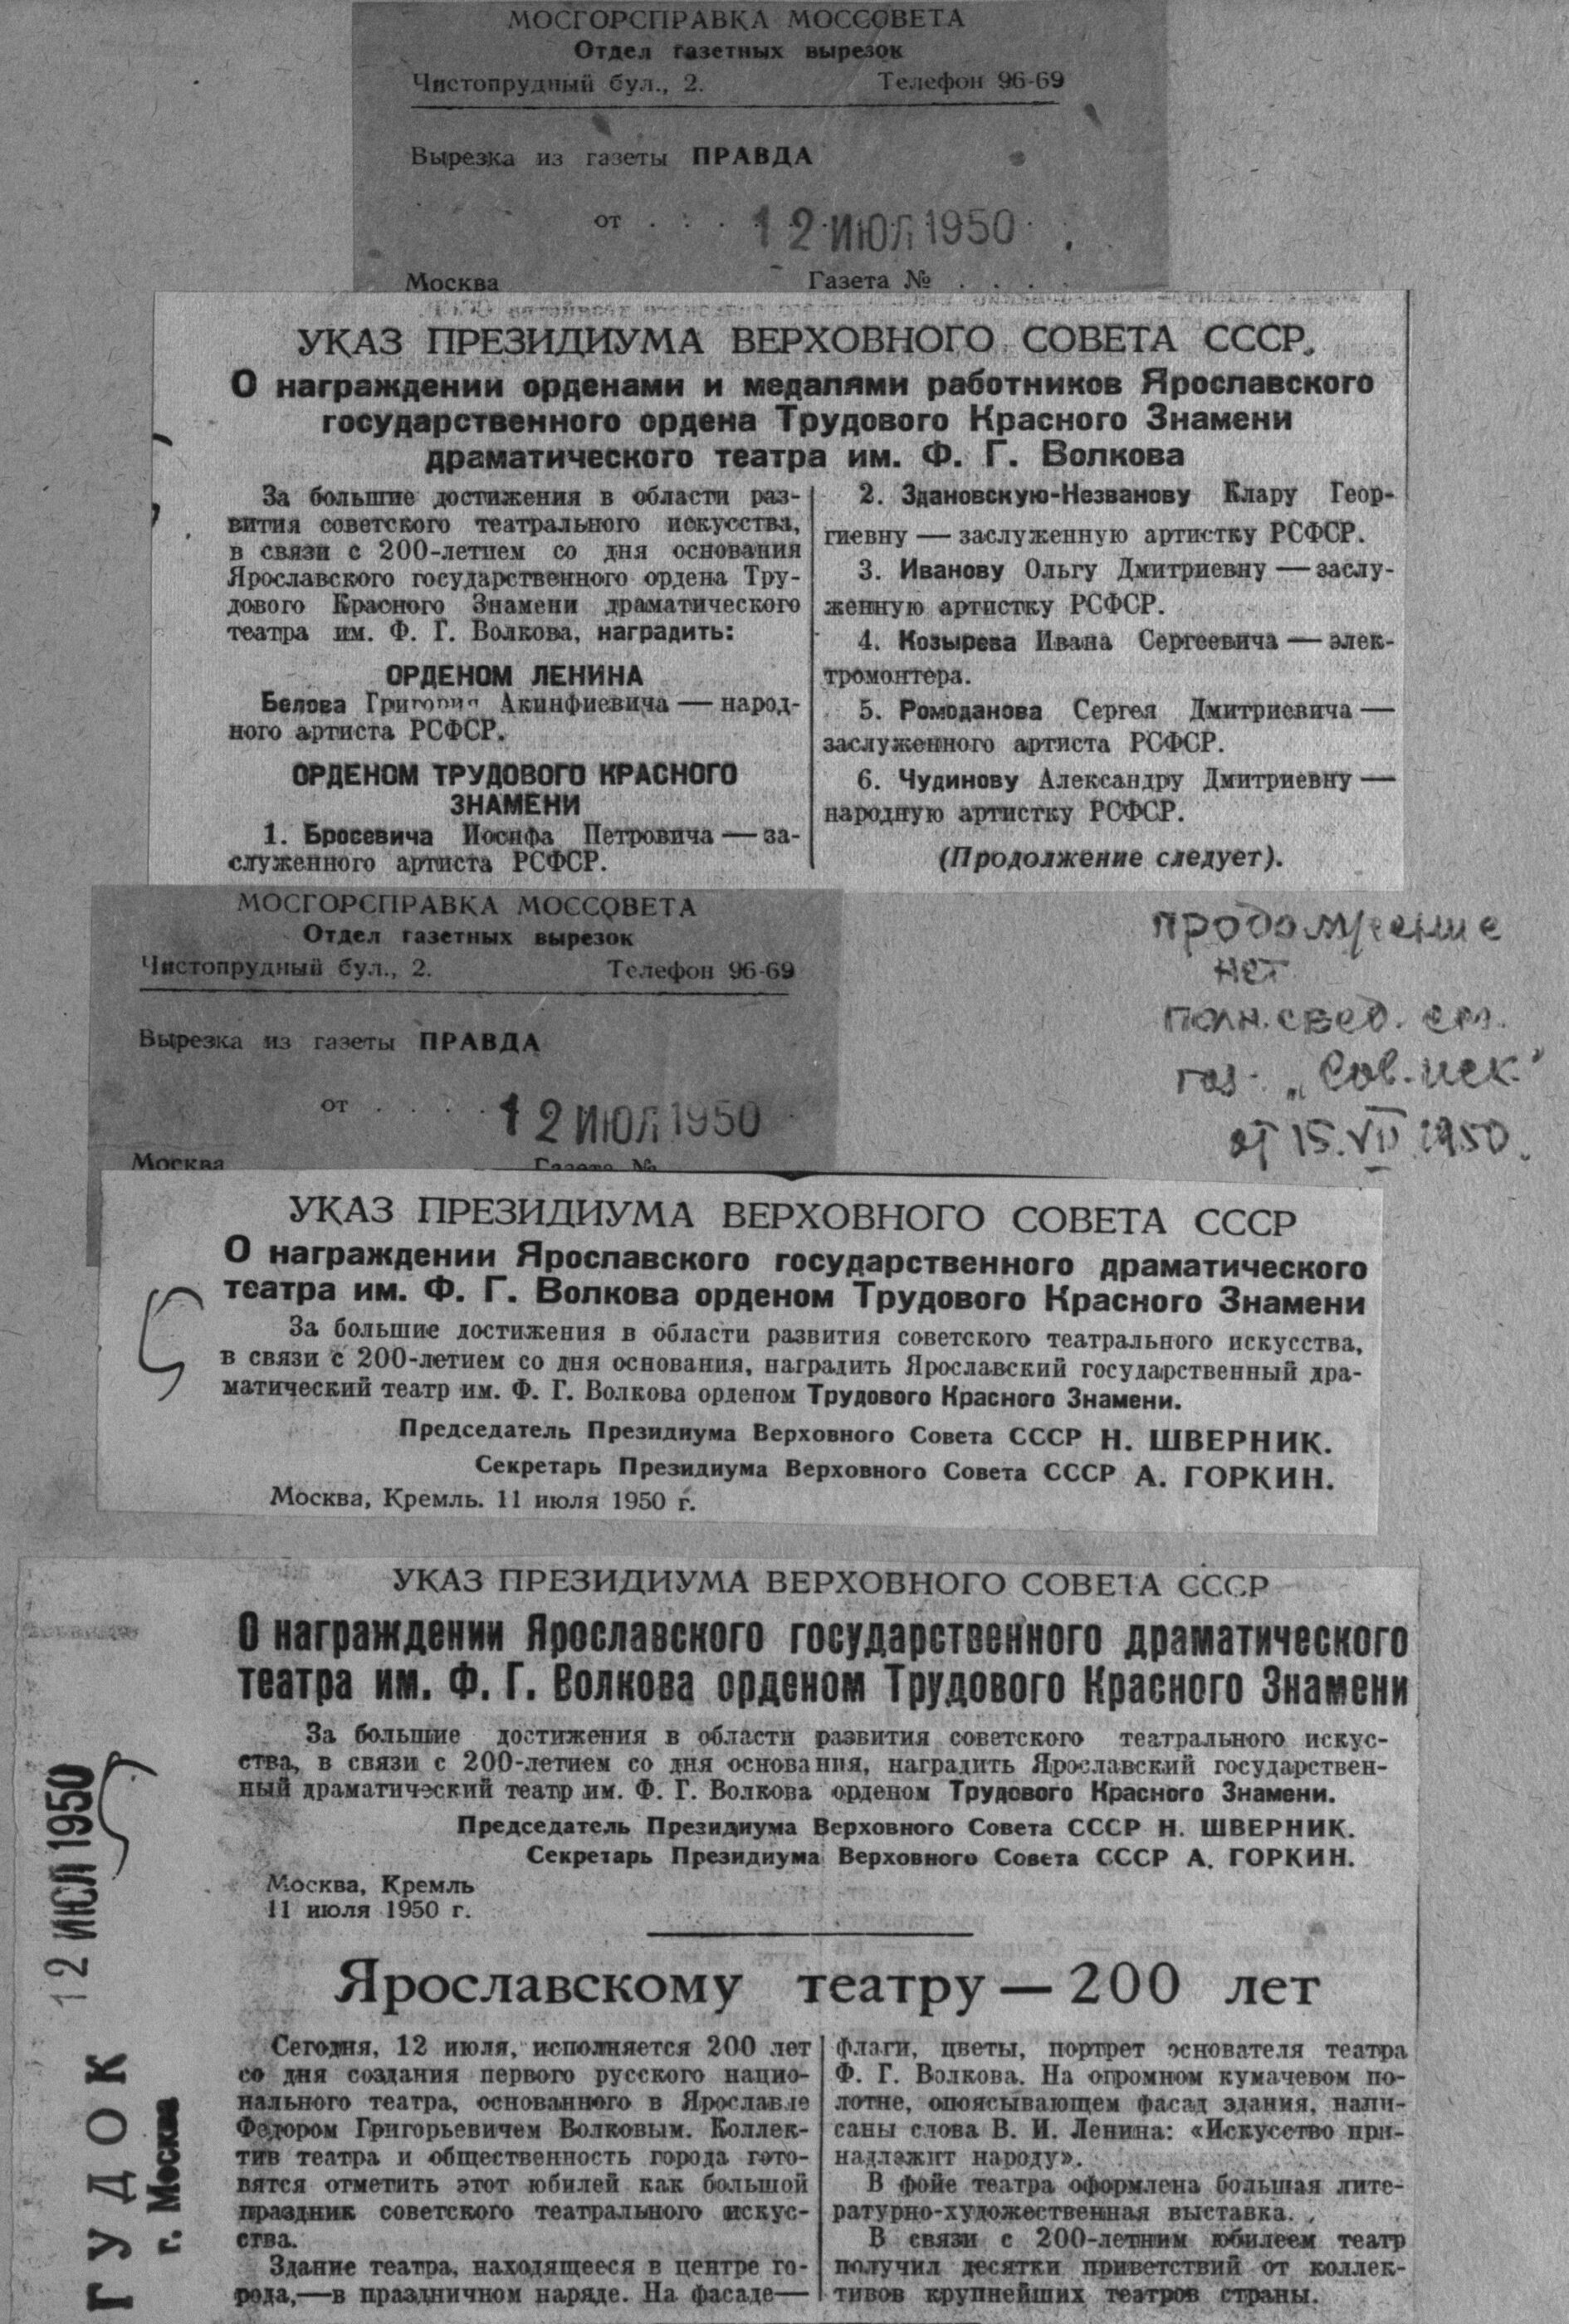 МОСГОРСПРАВКА МОССОВЕТА
Отдел газетных вырезок
Чистопрудный бул., 2. Телефон 96-69
Вырезка из газеты ПРАВДА
от . . . 12 ИЮЛ 1950
Москва Газета № . . . .
УКАЗ ПРЕЗИДИУМА ВЕРХОВНОГО СОВЕТА СССР.
О награждении орденами и медалями работников Ярославского
государственного ордена Трудового Красного Знамени
драматического театра им. Ф. Г. Волкова
За большие достижения в области раз-
вития советского театрального искусства,
в связи с 200-летием со дня основания
Ярославского государственного ордена Тру-
дового Красного Знамени драматического
театра им. Ф. Г. Волкова, наградить:
ОРДЕНОМ ЛЕНИНА
Белова Григория Акинфиевича — народ-
ного артиста РСФСР.
ОРДЕНОМ ТРУДОВОГО КРАСНОГО
ЗНАМЕНИ
1. Бросевича Иосифа Петровича — за-
служенного артиста РСФСР.
2. Здановскую-Незванову Клару Геор-
гиевну — заслуженную артистку РСФСР.
3. Иванову Ольгу Дмитриевну — заслу-
женную артистку РСФСР.
4. Козырева Ивана Сергеевича — элек-
тромонтера.
5. Ромоданова Сергея Дмитриевича —
заслуженного артиста РСФСР.
6. Чудинову Александру Дмитриевну —
народную артистку РСФСР.
(Продолжение следует).
продолжение
нет
полн. свед. см.
газ. „Сов. иск."
от 15.VII 1950.
МОСГОРСПРАВКА МОССОВЕТА
Отдел газетных вырезок
Чистопрудный бул., 2. Телефон 96-69
Вырезка из газеты ПРАВДА
от . . . . 12 ИЮЛ 1950
Москва Газета №
УКАЗ ПРЕЗИДИУМА ВЕРХОВНОГО СОВЕТА СССР
О награждении Ярославского государственного драматического
театра им. Ф. Г. Волкова орденом Трудового Красного Знамени
За большие достижения в области развития советского театрального искусства,
в связи с 200-летием со дня основания, наградить Ярославский государственный дра-
матический театр им. Ф. Г. Волкова орденом Трудового Красного Знамени.
Председатель Президиума Верховного Совета СССР Н. ШВЕРНИК.
Секретарь Президиума Верховного Совета СССР А. ГОРКИН.
Москва, Кремль. 11 июля 1950 г.
УКАЗ ПРЕЗИДИУМА ВЕРХОВНОГО СОВЕТА СССР
О награждении Ярославского государственного драматического
театра им. Ф. Г. Волкова орденом Трудового Красного Знамени
За большие достижения в области развития советского театрального искус-
ства, в связи с 200-летием со дня основания, наградить Ярославский государствен-
ный драматический театр им. Ф. Г. Волкова орденом Трудового Красного Знамени.
Председатель Президиума Верховного Совета СССР Н. ШВЕРНИК.
Секретарь Президиума Верховного Совета СССР А. ГОРКИН.
Москва, Кремль
11 июля 1950 г.
ГУДОК
г. Москва
12 ИЮЛ 1950
Ярославскому театру — 200 лет
Сегодня, 12 июля, исполняется 200 лет
со дня создания первого русского нацио-
нального театра, основанного в Ярославле
Федором Григорьевичем Волковым. Коллек-
тив театра и общественность города гото-
вятся отметить этот юбилей как большой
праздник советского театрального искус-
ства.
Здание театра, находящееся в центре го-
рода,—в праздничном наряде. На фасаде—
флаги, цветы, портрет основателя театра
Ф. Г. Волкова. На огромном кумачевом по-
лотне, опоясывающем фасад здания, напи-
саны слова В. И. Ленина: «Искусство при-
надлежит народу».
В фойе театра оформлена большая лите-
ратурно-художественная выставка.
В связи с 200-летним юбилеем театр
получил десятки приветствий от коллек-
тивов крупнейших театров страны.